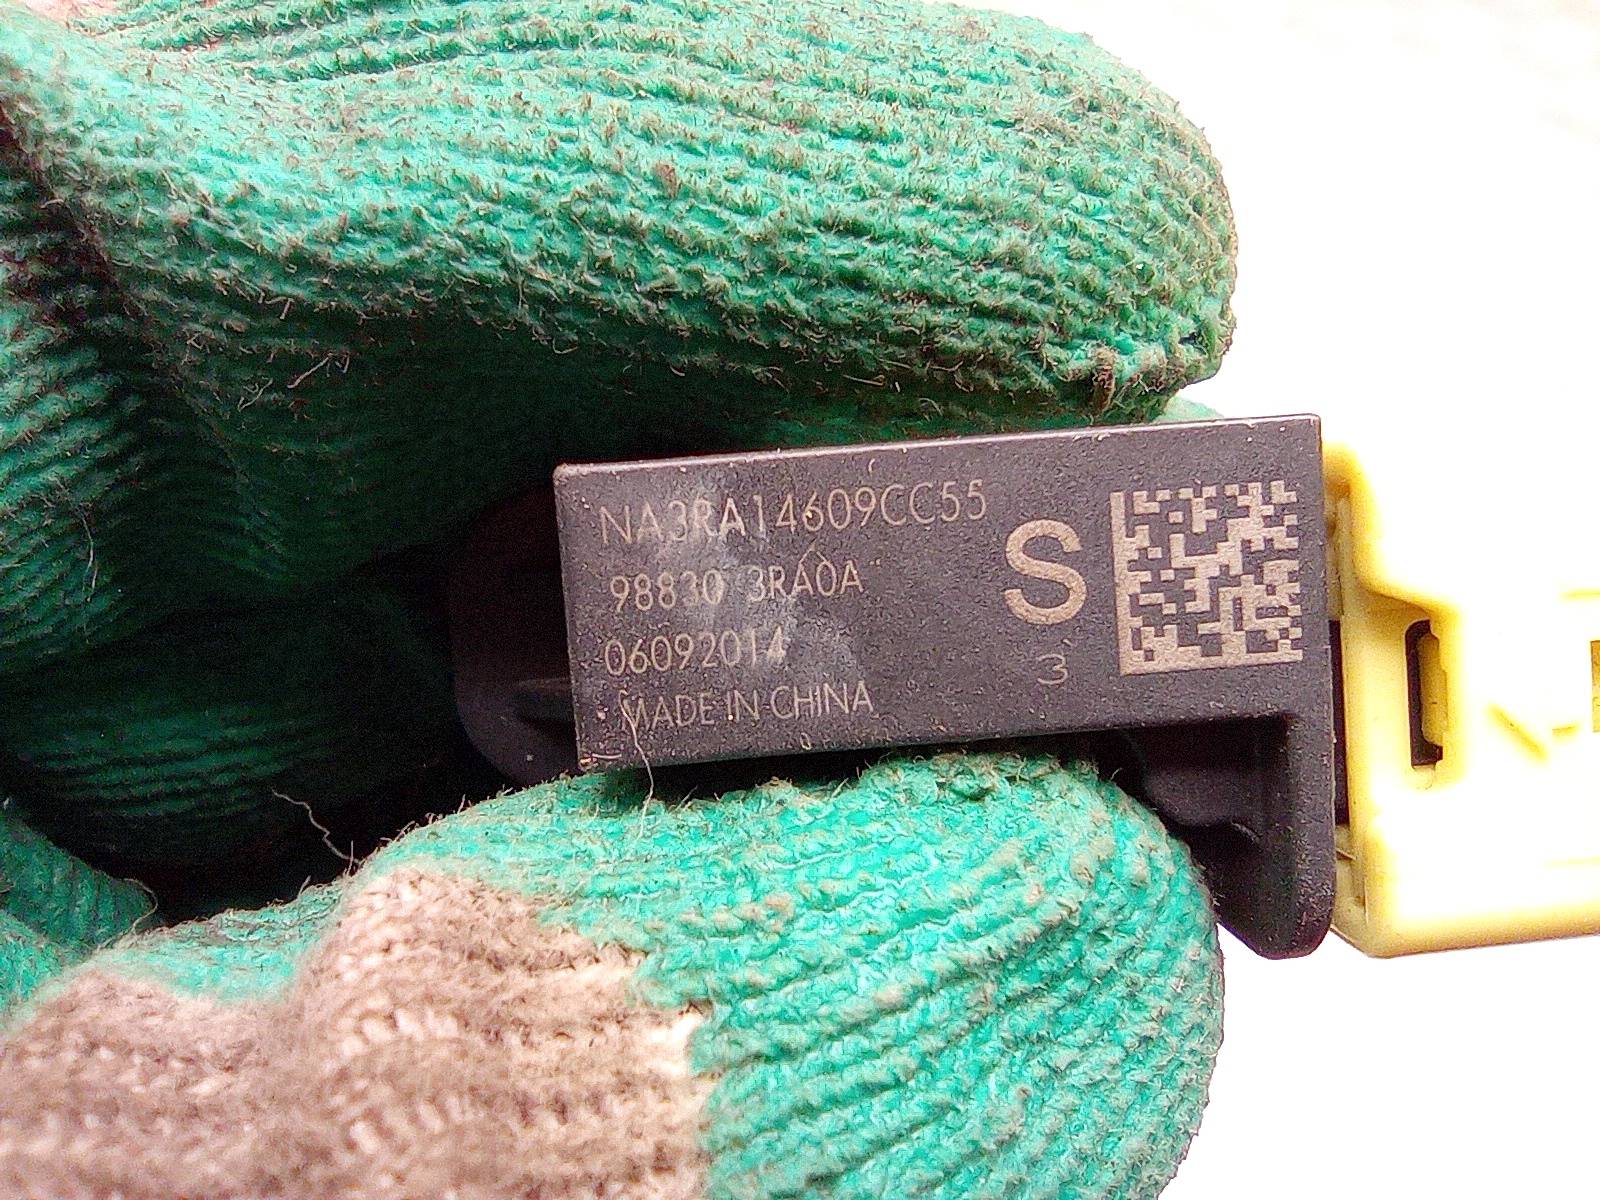 NA3RA14609CC55
98830 3RA0A
06092014
MADE IN CHINA
S
3